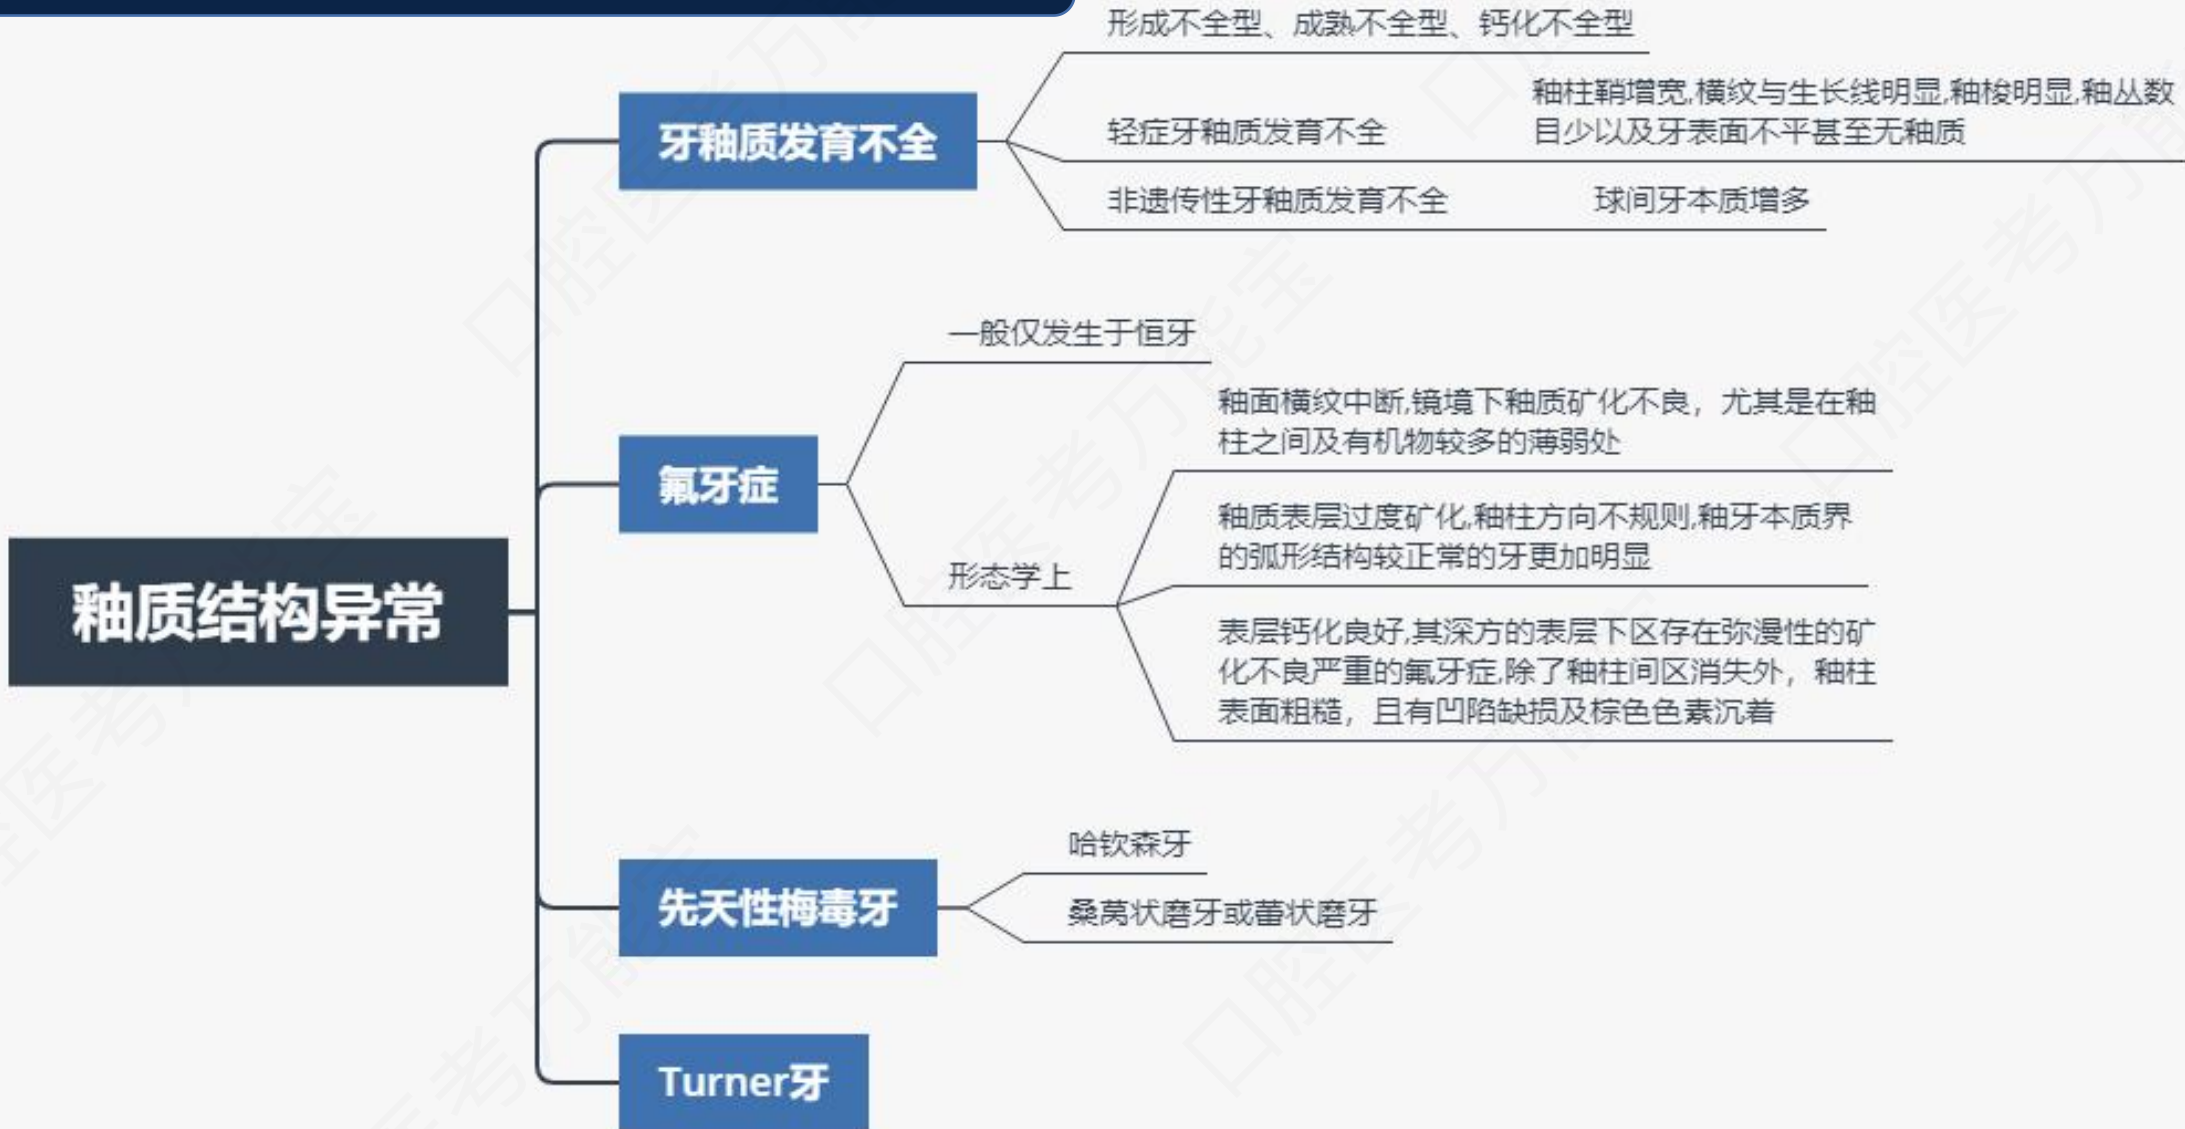 形成不全型、成熟不全型、钙化不全型
牙釉质发育不全
轻症牙釉质发育不全
釉柱鞘增宽,横纹与生长线明显,釉梭明显,釉丛数
目少以及牙表面不平甚至无釉质
非遗传性牙釉质发育不全 球间牙本质增多
一般仅发生于恒牙
氟牙症
形态学上
釉面横纹中断,镜境下釉质矿化不良，尤其是在釉
柱之间及有机物较多的薄弱处
釉质表层过度矿化,釉柱方向不规则,釉牙本质界
的弧形结构较正常的牙更加明显
表层钙化良好,其深方的表层下区存在弥漫性的矿
化不良严重的氟牙症,除了釉柱间区消失外，釉柱
表面粗糙，且有凹陷缺损及棕色色素沉着
釉质结构异常
先天性梅毒牙
哈钦森牙
桑葚状磨牙或蕾状磨牙
Turner牙
口腔医考万能宝